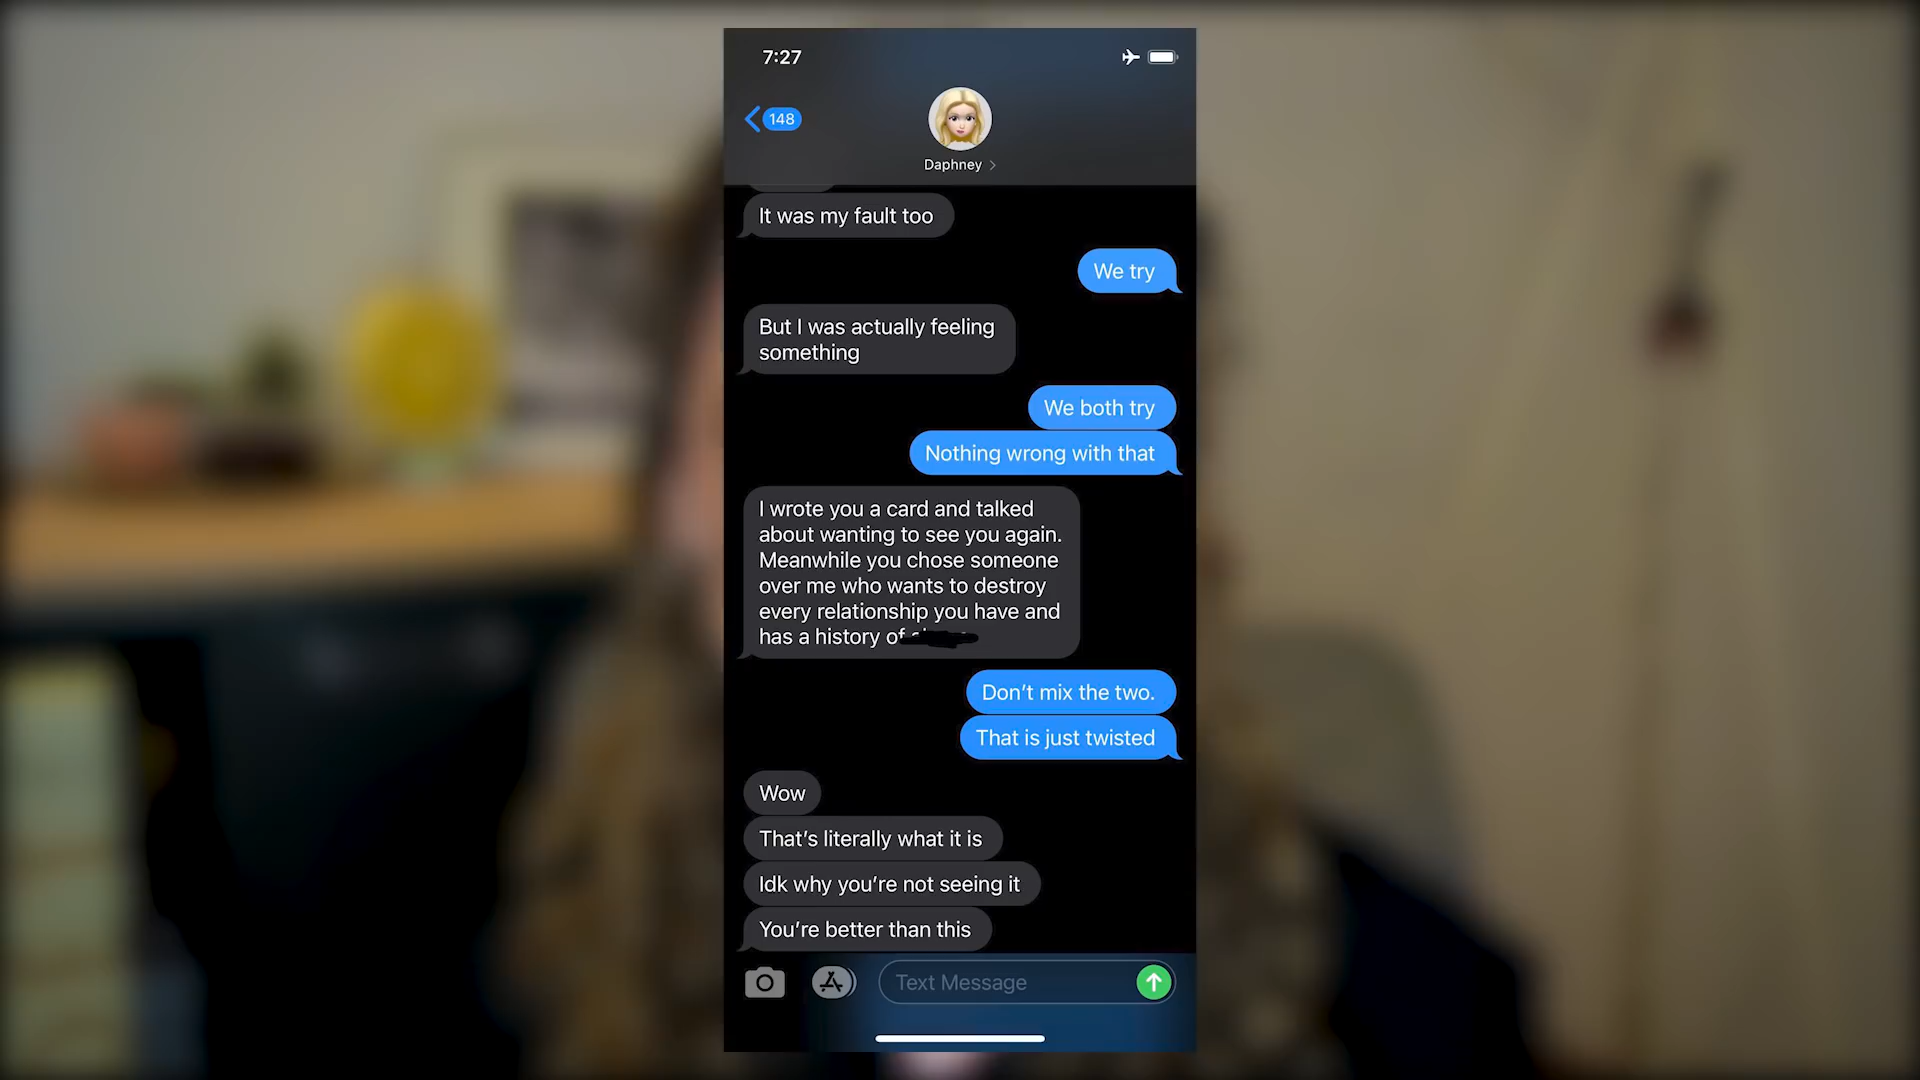 7:27
148
Daphney
It was my fault too
We try
But I was actually feeling
something
We both try
Nothing wrong with that
I wrote you a card and talked
about wanting to see you again.
Meanwhile you chose someone
over me who wants to destroy
every relationship you have and
has a history of
Don’t mix the two.
That is just twisted
Wow
That’s literally what it is
Idk why you’re not seeing it
You’re better than this
Text Message